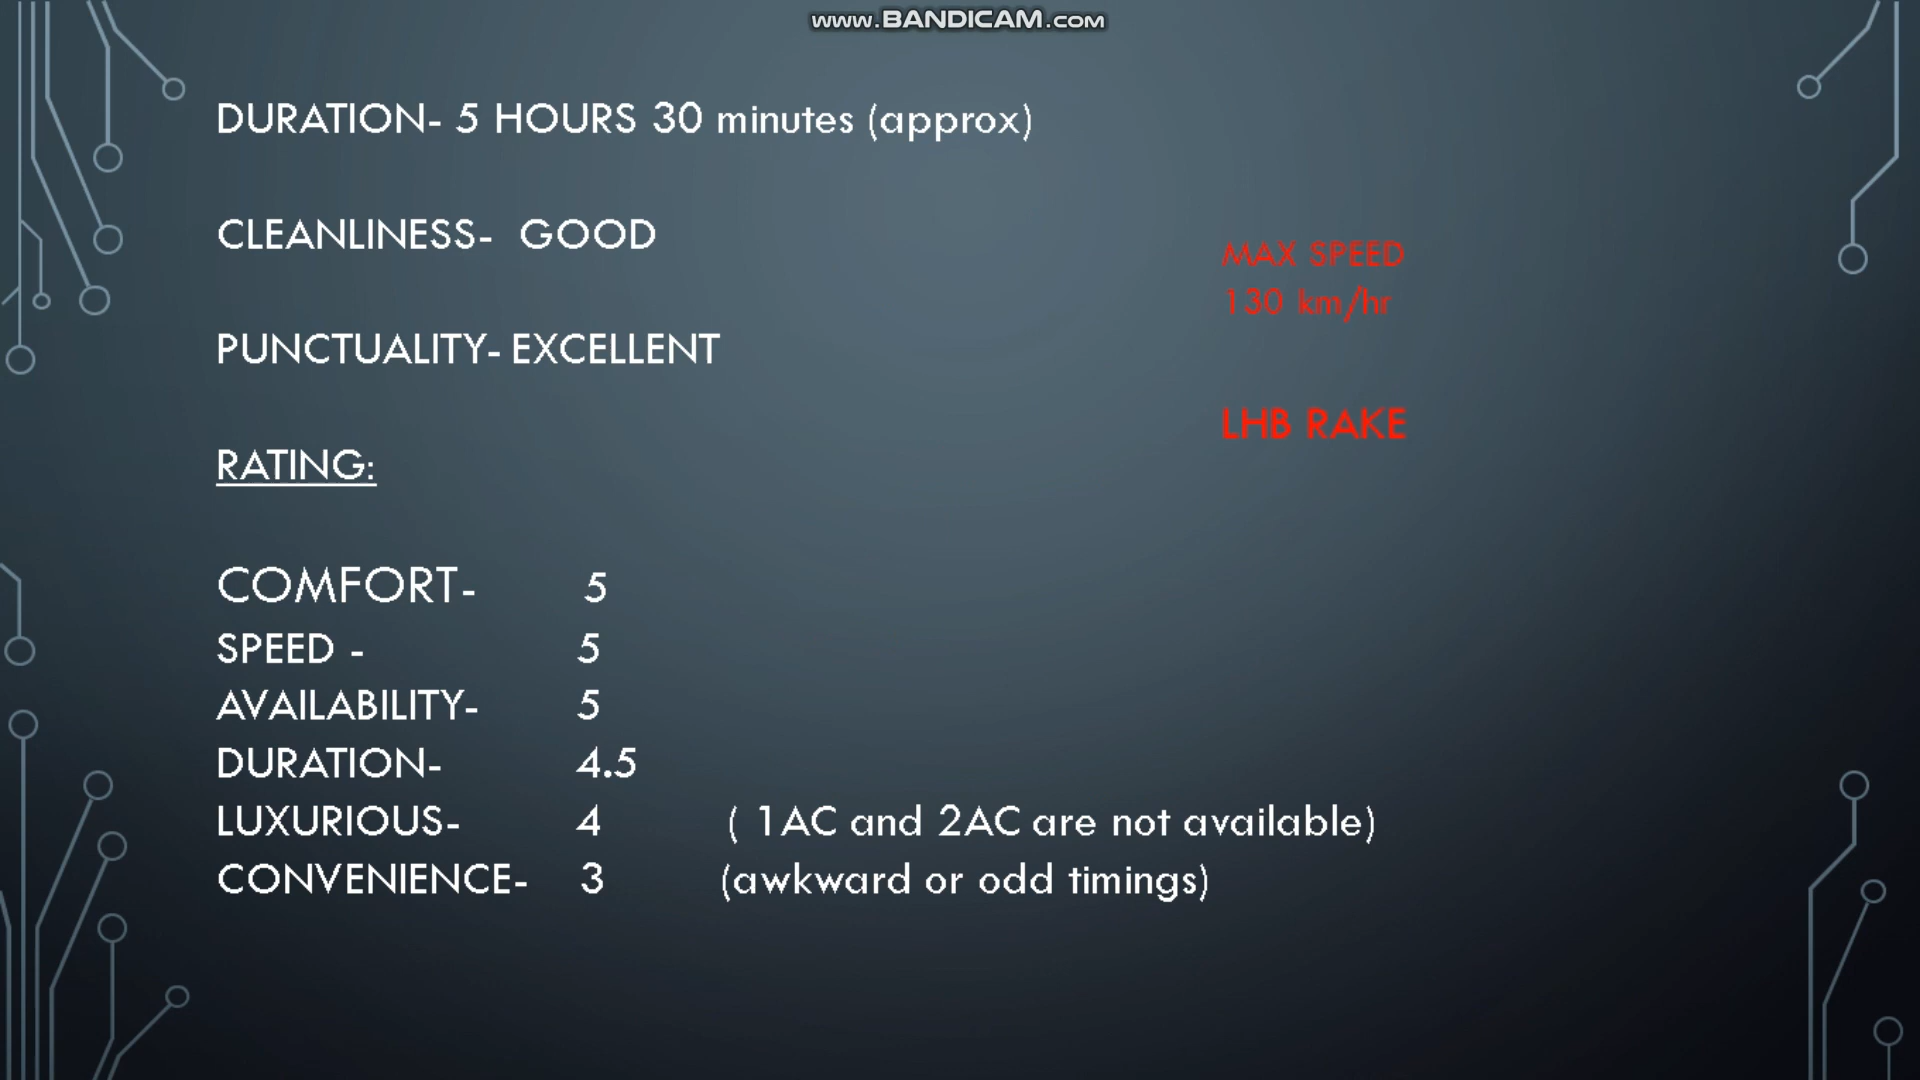 www.BANDICAM.com
DURATION- 5 HOURS 30 minutes (approx)
CLEANLINESS- GOOD
MAX SPEED
130 km/hr
PUNCTUALITY- EXCELLENT
LHB RAKE
RATING:
COMFORT- 5
SPEED - 5
AVAILABILITY- 5
DURATION- 4.5
LUXURIOUS- 4 ( 1AC and 2AC are not available)
CONVENIENCE- 3 (awkward or odd timings)